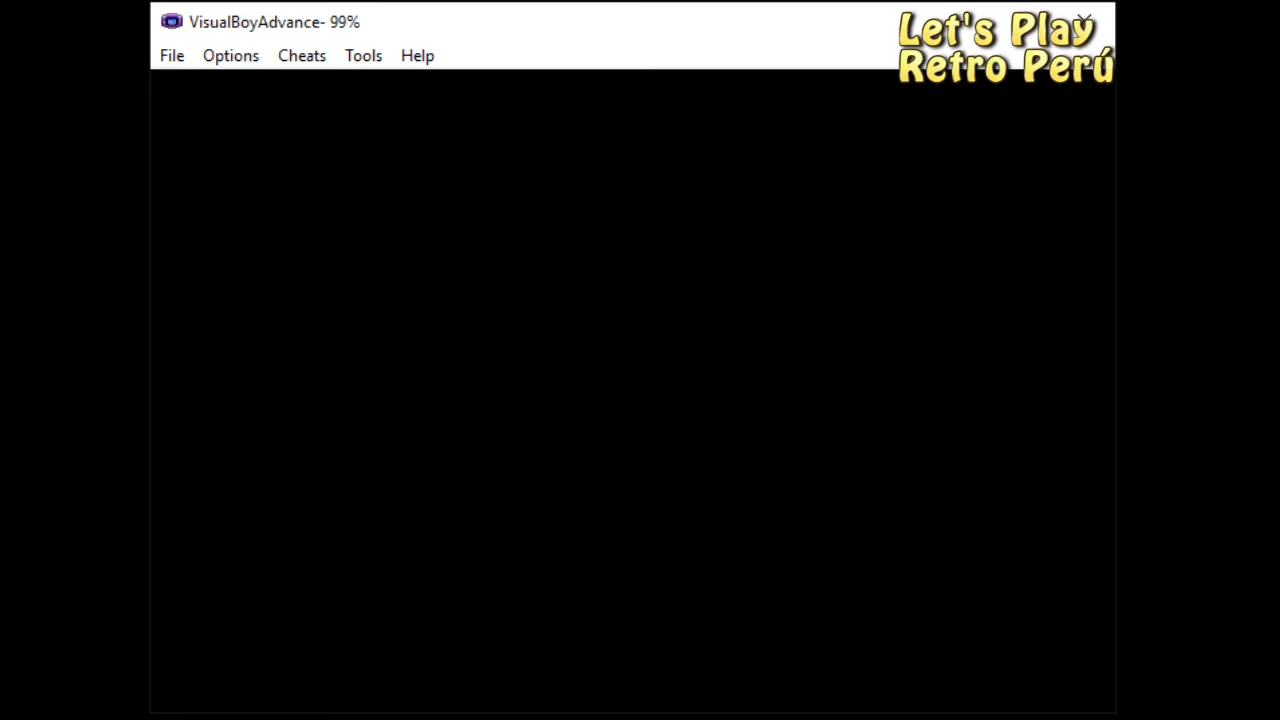 VisualBoyAdvance- 99%
File Options Cheats Tools Help
Let's Play
Retro Perú